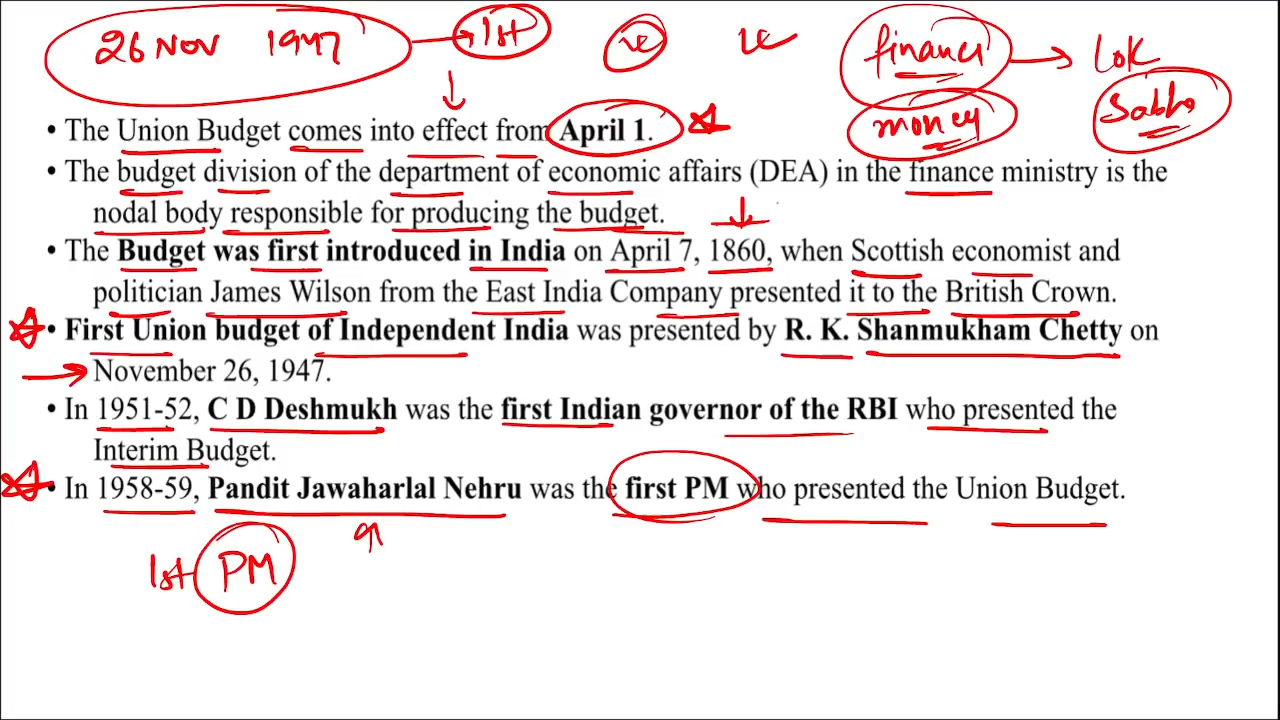 26 NOV 1947 1st finance LOK
money Sabha
• The Union Budget comes into effect from April 1.
• The budget division of the department of economic affairs (DEA) in the finance ministry is the
nodal body responsible for producing the budget.
• The Budget was first introduced in India on April 7, 1860, when Scottish economist and
politician James Wilson from the East India Company presented it to the British Crown.
• First Union budget of Independent India was presented by R. K. Shanmukham Chetty on
November 26, 1947.
• In 1951-52, C D Deshmukh was the first Indian governor of the RBI who presented the
Interim Budget.
• In 1958-59, Pandit Jawaharlal Nehru was the first PM who presented the Union Budget.
1st PM